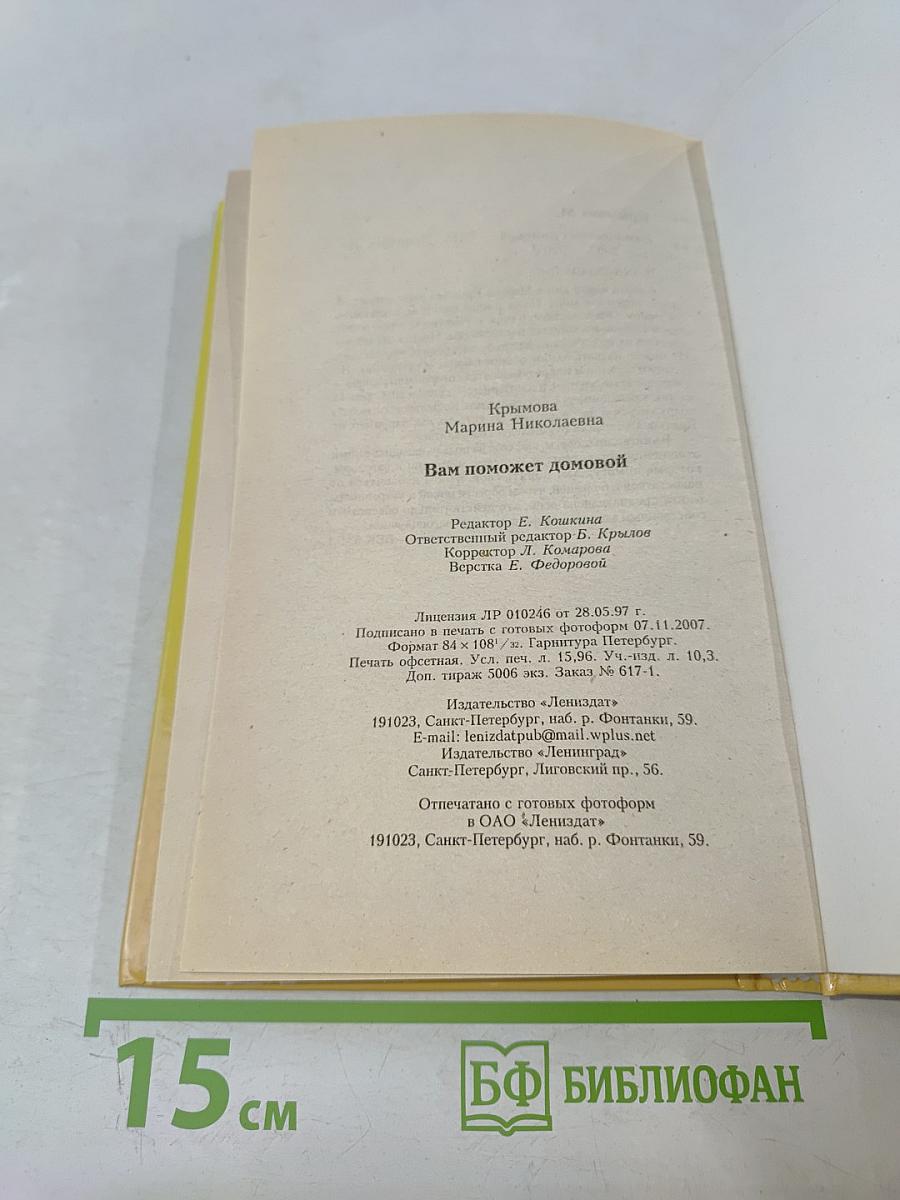 Крымова
Марина Николаевна
Вам поможет домовой
Редактор Е. Кошкина
Ответственный редактор Б. Крылов
Корректор Л. Комарова
Верстка Е. Федоровой
Лицензия ЛР 010246 от 28.05.97 г.
Подписано в печать с готовых фотоформ 07.11.2007.
Формат 84 × 108¹/₃₂. Гарнитура Петербург.
Печать офсетная. Усл. печ. л. 15,96. Уч.-изд. л. 10,3.
Доп. тираж 5006 экз. Заказ № 617-1.
Издательство «Лениздат»
191023, Санкт-Петербург, наб. р. Фонтанки, 59.
E-mail: lenizdatpub@mail.wplus.net
Издательство «Ленинград»
Санкт-Петербург, Лиговский пр., 56.
Отпечатано с готовых фотоформ
в ОАО «Лениздат»
191023, Санкт-Петербург, наб. р. Фонтанки, 59.
15 см
БФ БИБЛИОФАН